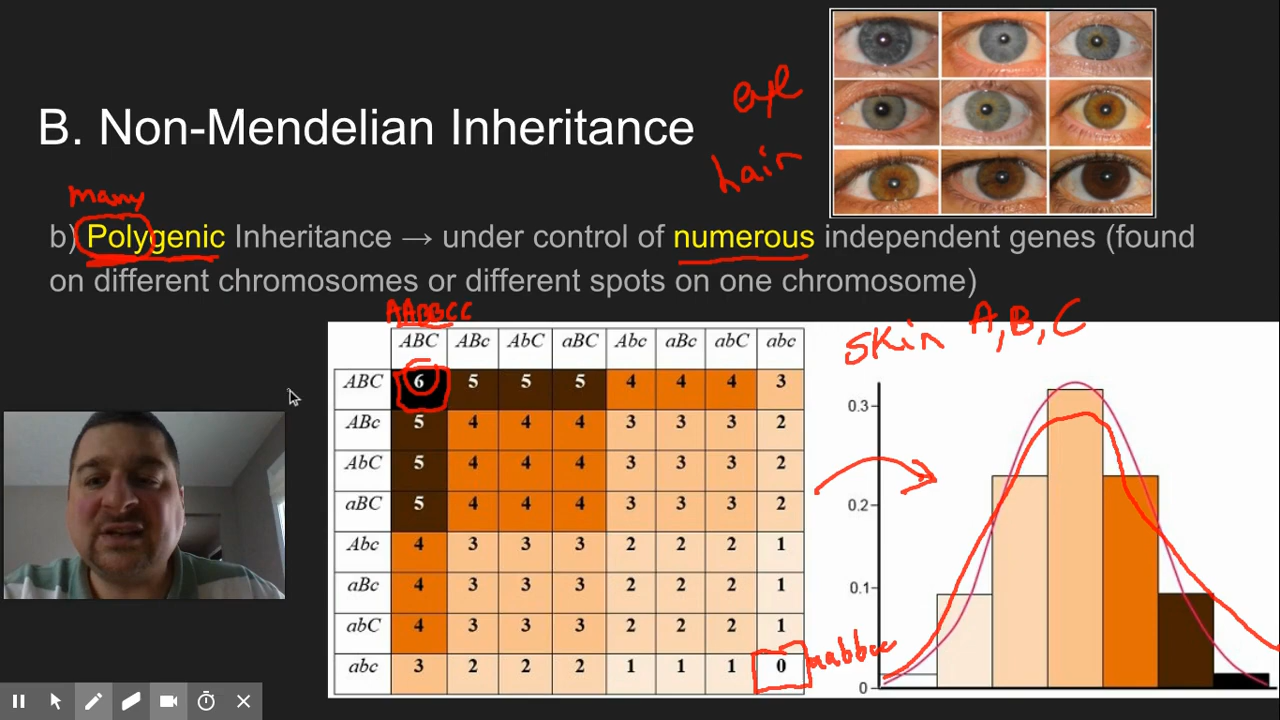 eye
B. Non-Mendelian Inheritance
hair
many
b) Polygenic Inheritance → under control of numerous independent genes (found
on different chromosomes or different spots on one chromosome)
AABBCC
skin A, B, C
ABC ABc AbC aBC Abc aBc abC abc
ABC 6 5 5 5 4 4 4 3
ABc 5 4 4 4 3 3 3 2
AbC 5 4 4 4 3 3 3 2
aBC 5 4 4 4 3 3 3 2
Abc 4 3 3 3 2 2 2 1
aBc 4 3 3 3 2 2 2 1
abC 4 3 3 3 2 2 2 1
abc 3 2 2 2 1 1 1 0
aabbcc
0.3
0.2
0.1
0